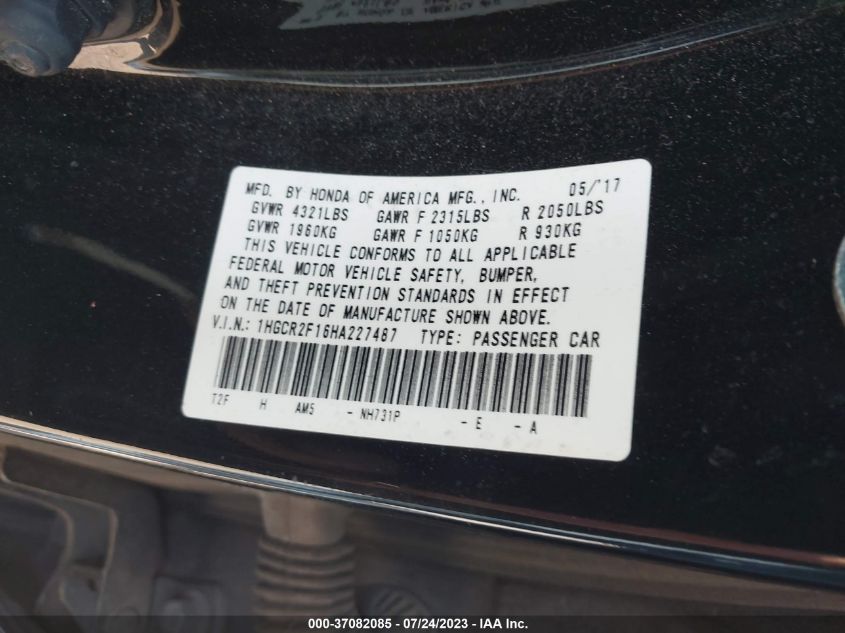 MFD. BY HONDA OF AMERICA MFG., INC. 05/'17
GVWR 4321LBS GAWR F 2315LBS R 2050LBS
GVWR 1960KG GAWR F 1050KG R 930KG
THIS VEHICLE CONFORMS TO ALL APPLICABLE
FEDERAL MOTOR VEHICLE SAFETY, BUMPER,
AND THEFT PREVENTION STANDARDS IN EFFECT
ON THE DATE OF MANUFACTURE SHOWN ABOVE.
V.I.N.: 1HGCR2F16HA227487 TYPE: PASSENGER CAR
T2F H AM5 - NH731P - E - A
000-37082085 - 07/24/2023 - IAA Inc.